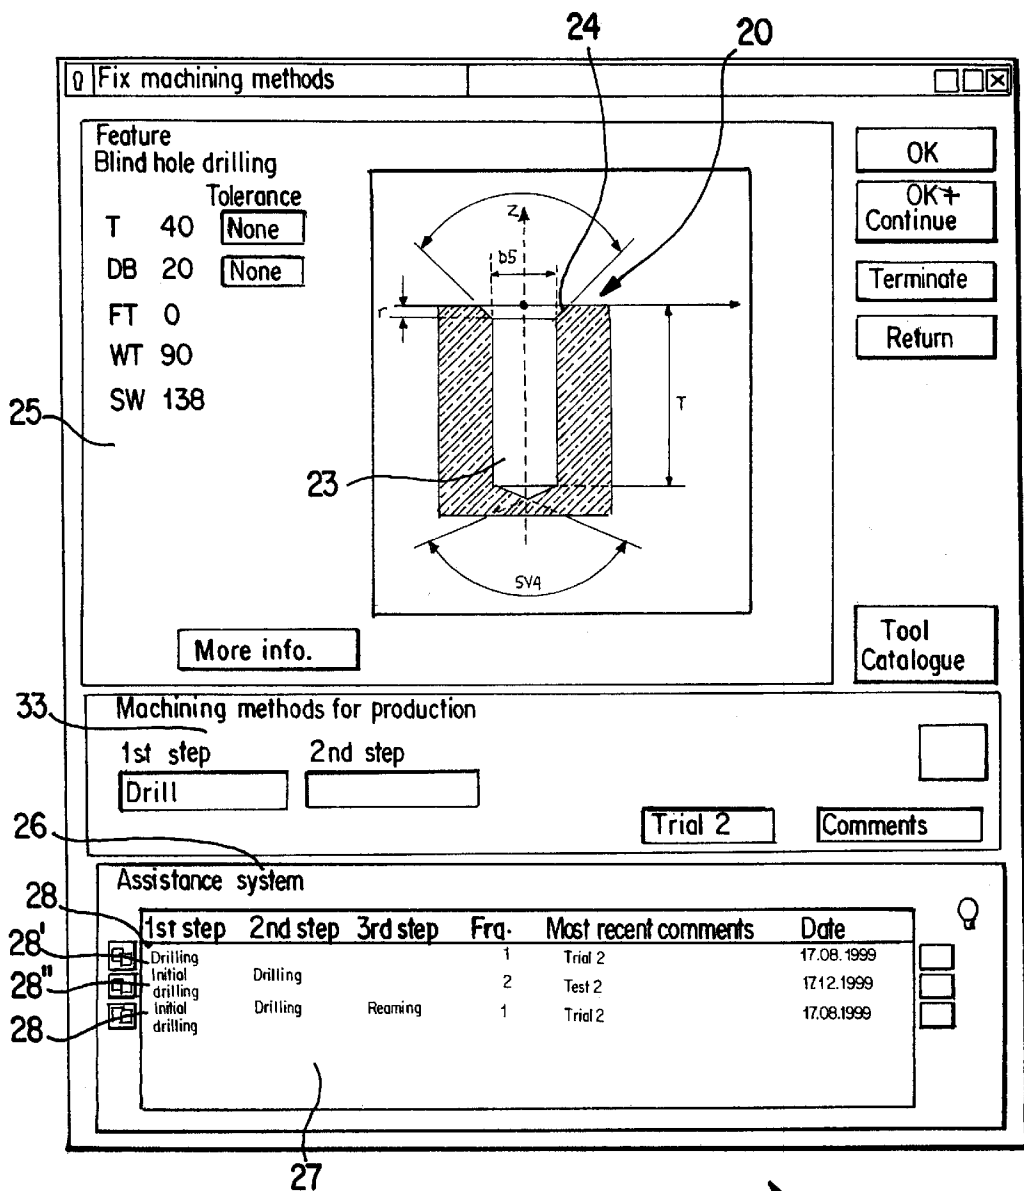 24 20
Fix machining methods
Feature
Blind hole drilling
Tolerance
T 40 None
DB 20 None
FT 0
WT 90
SW 138
25
Z
b5
r
T
23
SV4
OK
OK+
Continue
Terminate
Return
More info.
Tool
Catalogue
33
Machining methods for production
1st step 2nd step
Drill
Trial 2 Comments
26
Assistance system
28
28'
28"
28
1st step 2nd step 3rd step Frq. Most recent comments Date
Drilling 1 Trial 2 17.08.1999
Initial drilling Drilling 2 Test 2 17.12.1999
Initial drilling Drilling Reaming 1 Trial 2 17.08.1999
27